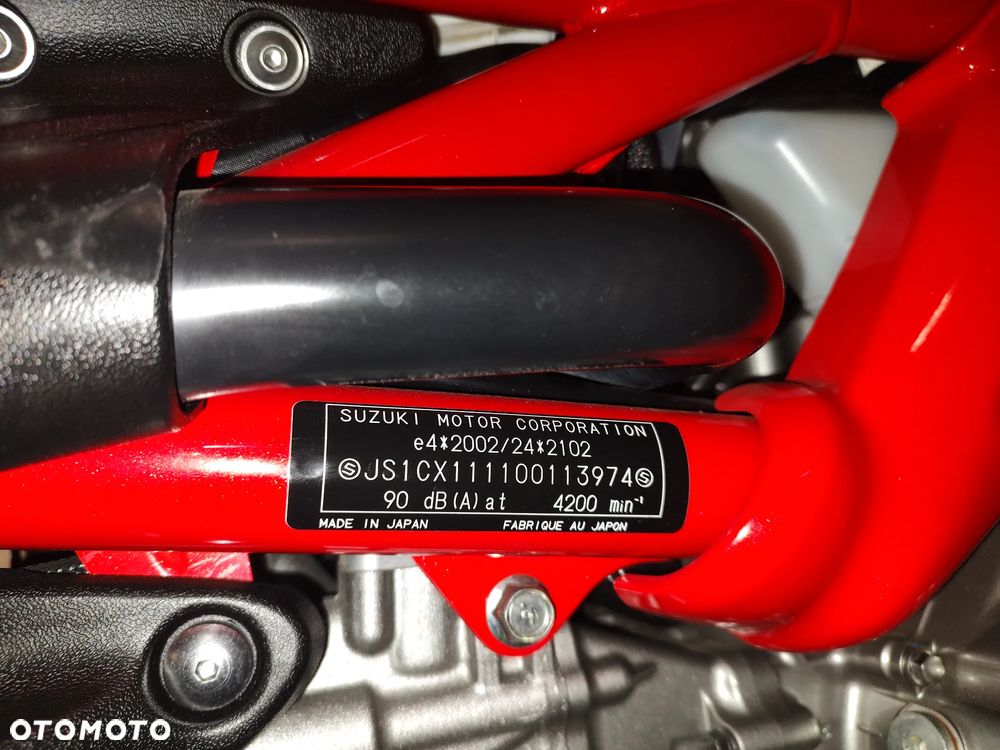 SUZUKI MOTOR CORPORATION
e4*2002/24*2102
JS1CX111100113974
90 dB(A) at 4200 min⁻¹
MADE IN JAPAN FABRIQUE AU JAPON
OTOMOTO